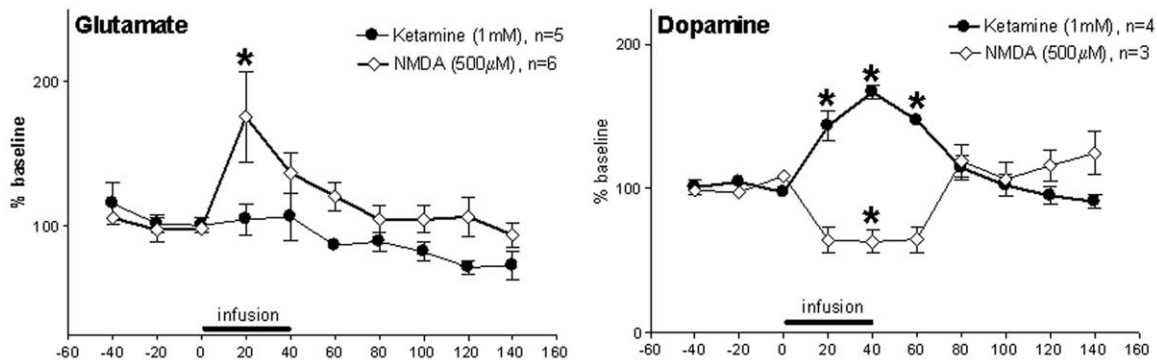 Glutamate
Ketamine (1mM), n=5
NMDA (500µM), n=6
*
200
100
% baseline
infusion
-60 -40 -20 0 20 40 60 80 100 120 140 160
Dopamine
Ketamine (1mM), n=4
NMDA (500µM), n=3
200
* * *
% baseline
100
*
infusion
0
-60 -40 -20 0 20 40 60 80 100 120 140 160